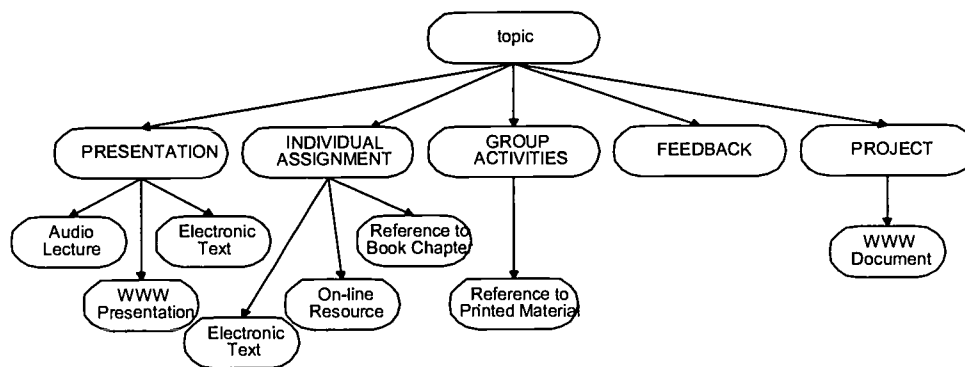 topic
PRESENTATION
INDIVIDUAL
ASSIGNMENT
GROUP
ACTIVITIES
FEEDBACK
PROJECT
Audio
Lecture
Electronic
Text
Reference to
Book Chapter
WWW
Document
WWW
Presentation
On-line
Resource
Reference to
Printed Material
Electronic
Text